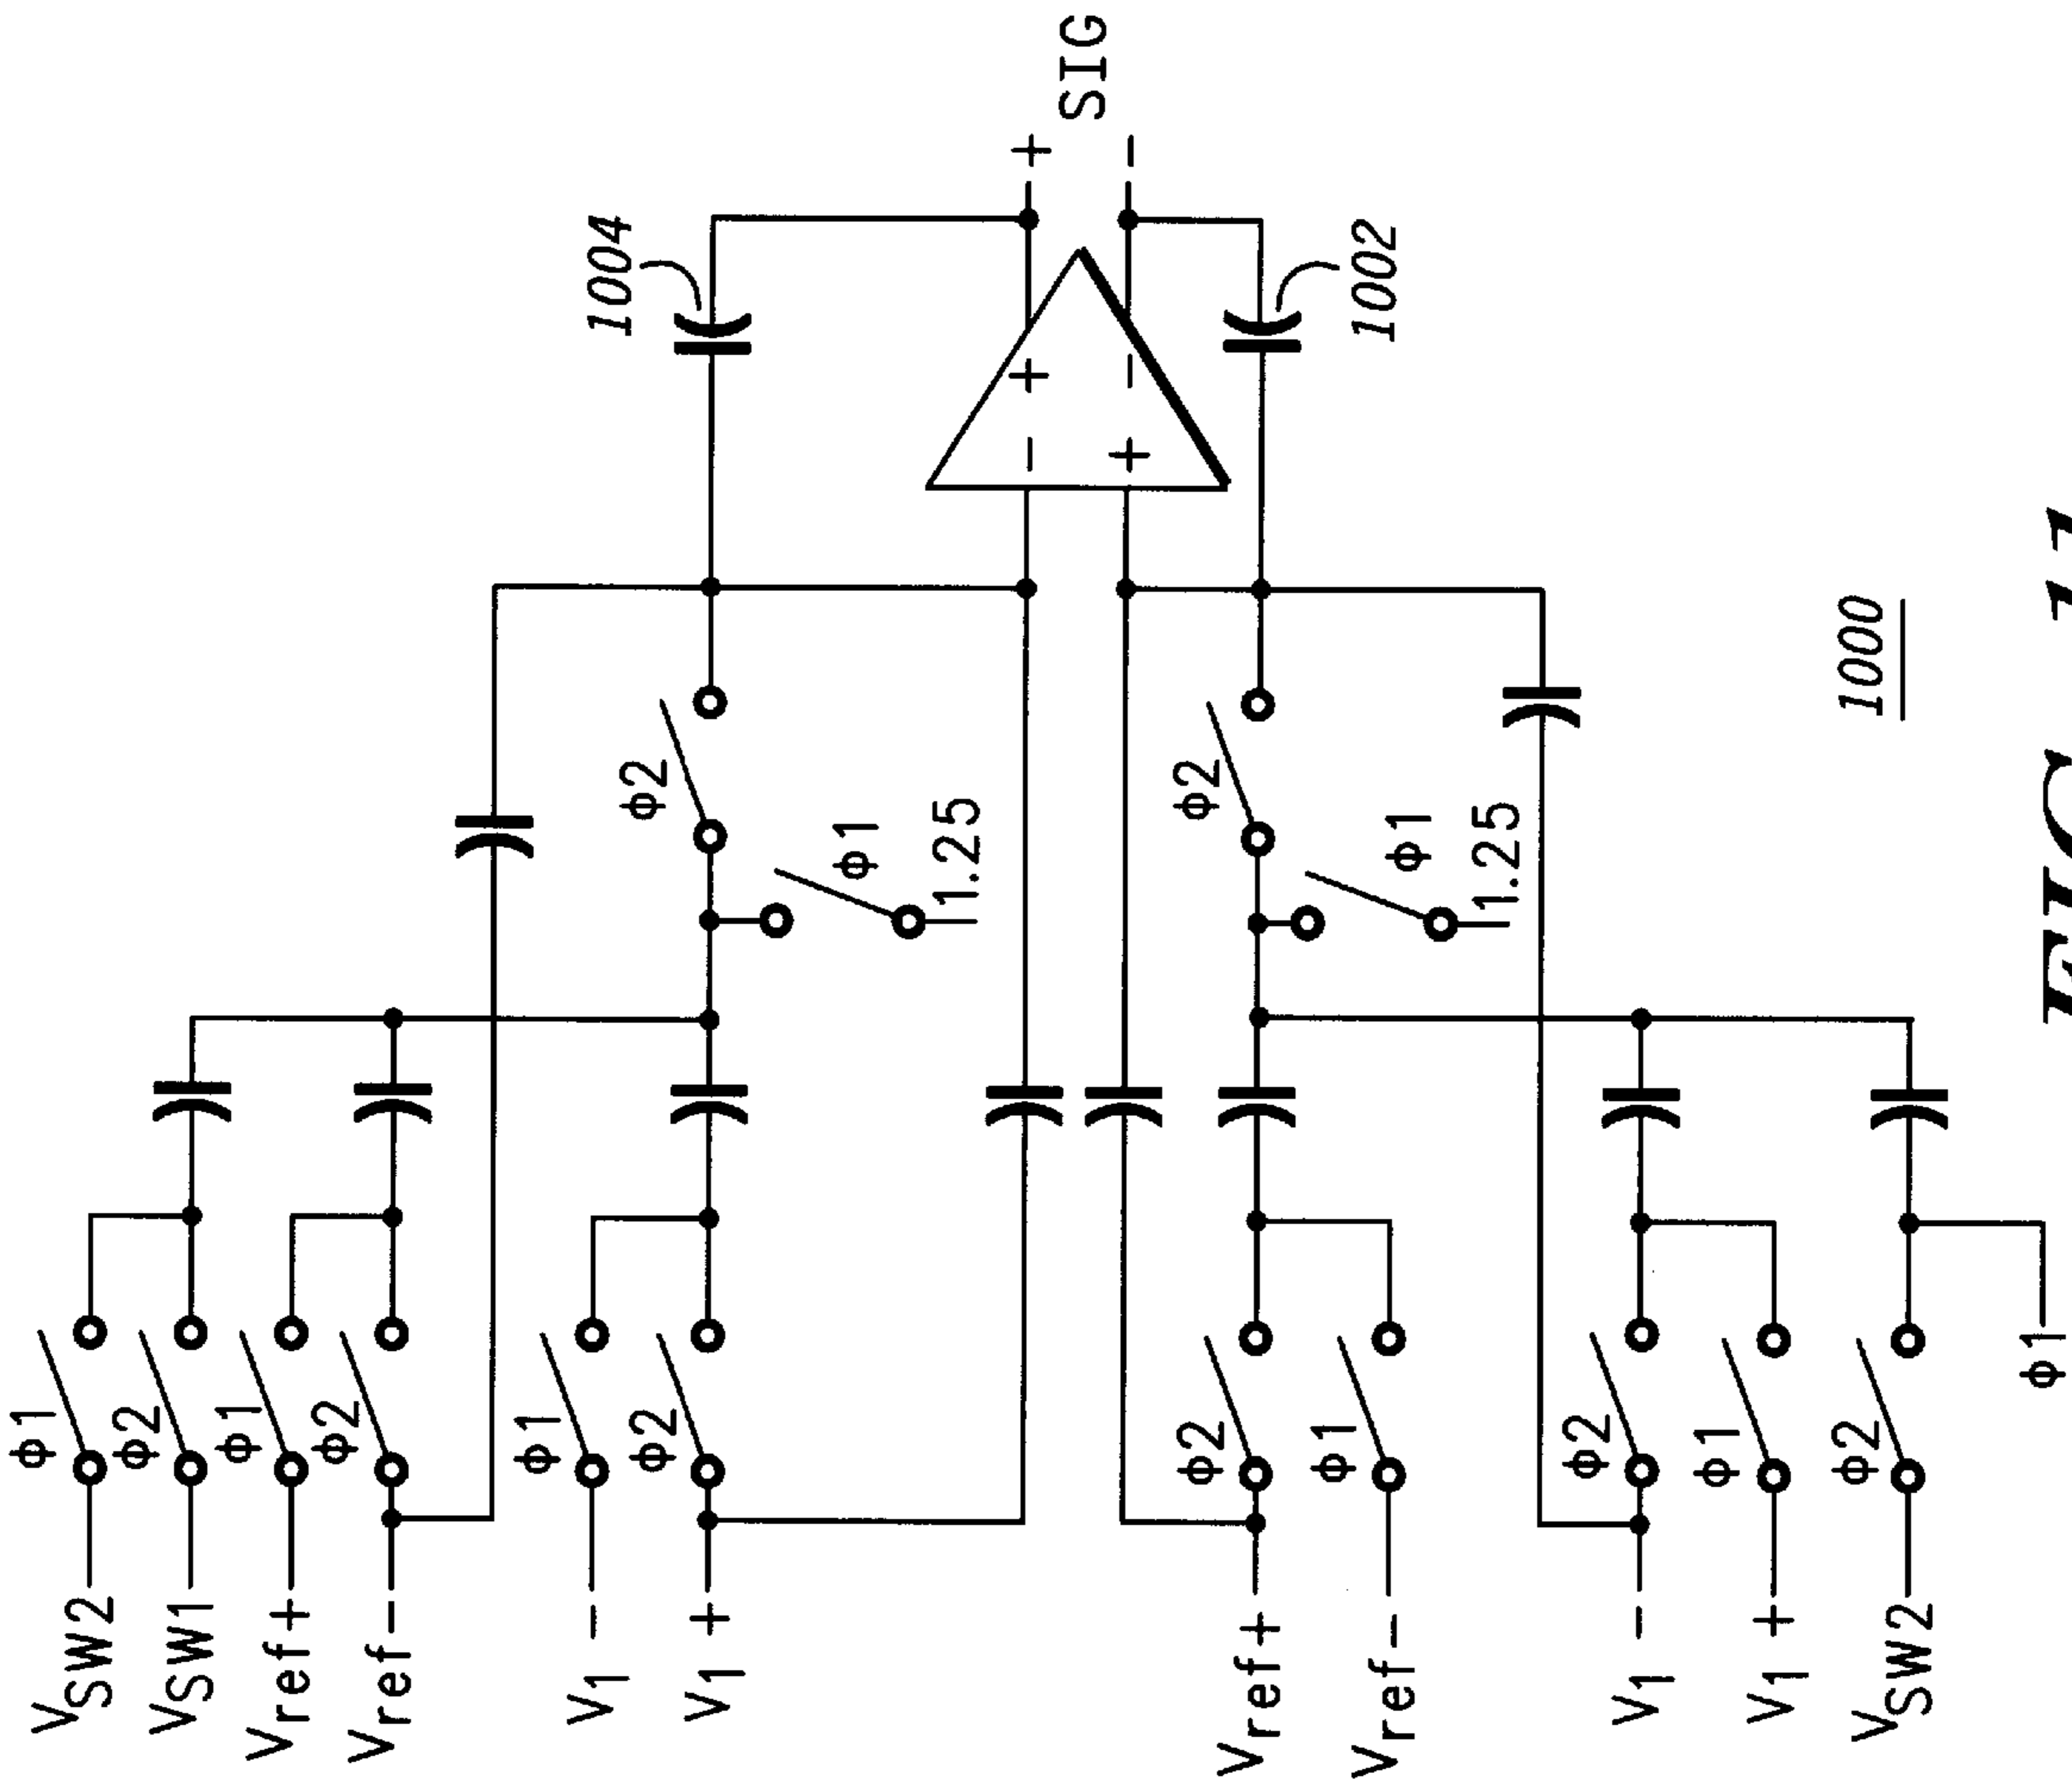 VSW2
ϕ1
VSW1
ϕ2
Vref+
ϕ1
Vref-
ϕ2
V1 -
ϕ1
V1 +
ϕ2
ϕ2
1004
ϕ1
1.25
- + +
SIG
+ - -
Vref+
ϕ2
ϕ2
Vref-
ϕ1
ϕ1
1002
1.25
V1 -
ϕ2
V1 +
ϕ1
VSW2
ϕ2
ϕ1
1000
FIG